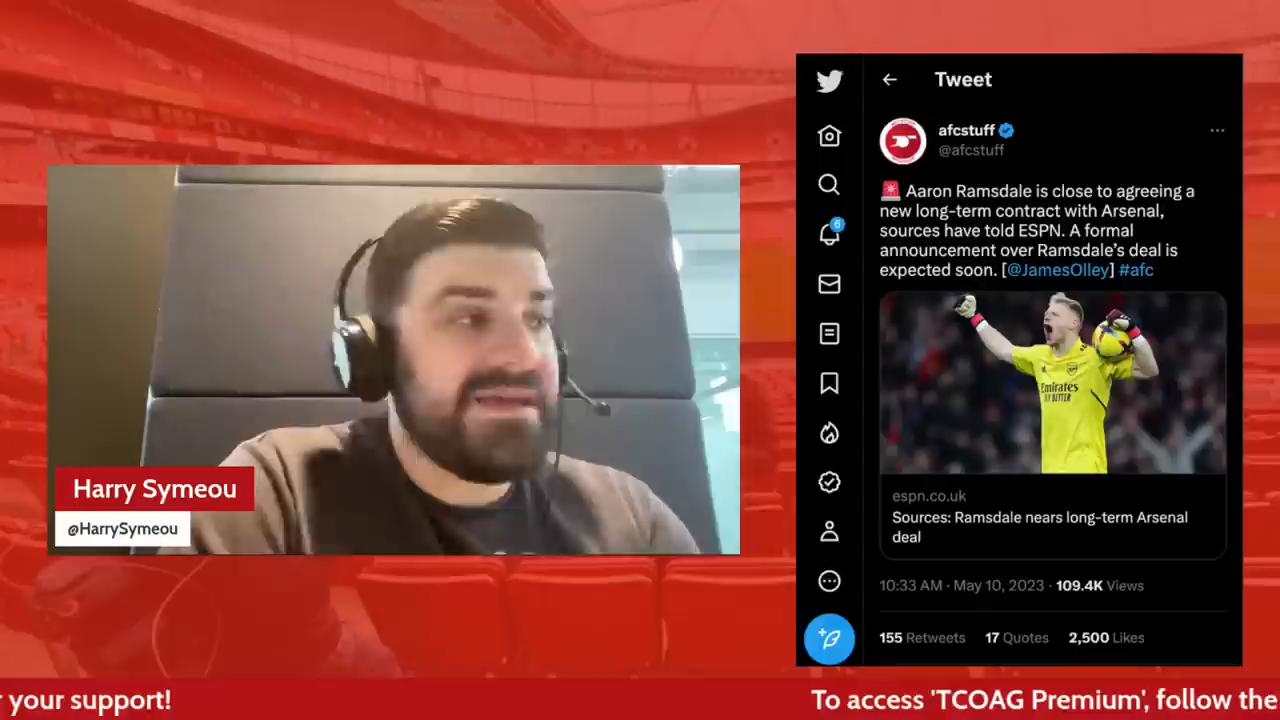 Harry Symeou
@HarrySymeou
Tweet
afcstuff
@afcstuff
6
🚨 Aaron Ramsdale is close to agreeing a
new long-term contract with Arsenal,
sources have told ESPN. A formal
announcement over Ramsdale's deal is
expected soon. [@JamesOlley] #afc
Emirates
FLY BETTER
espn.co.uk
Sources: Ramsdale nears long-term Arsenal
deal
10:33 AM · May 10, 2023 · 109.4K Views
155 Retweets 17 Quotes 2,500 Likes
your support!
To access 'TCOAG Premium', follow the